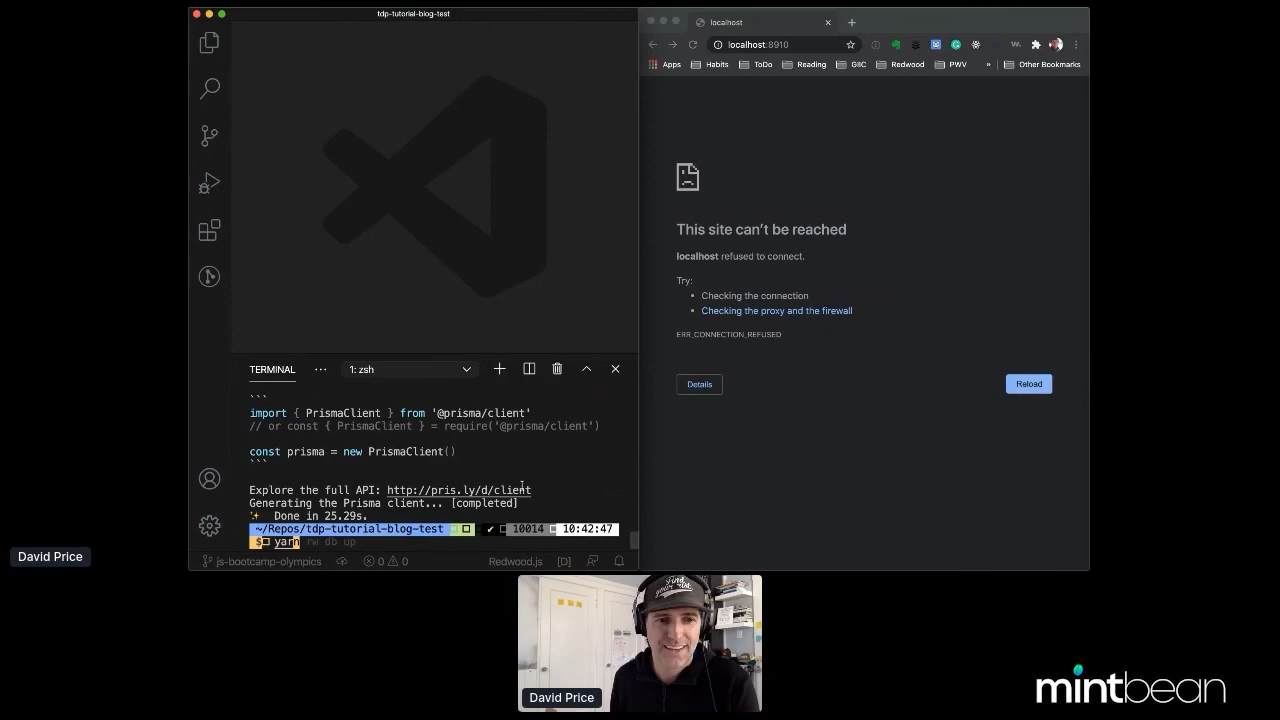 tdp-tutorial-blog-test
localhost
localhost:8910
Apps Habits ToDo Reading GIIC Redwood PWV » Other Bookmarks
This site can't be reached
localhost refused to connect.
Try:
• Checking the connection
• Checking the proxy and the firewall
ERR_CONNECTION_REFUSED
Details Reload
TERMINAL ... 1: zsh
```
import { PrismaClient } from '@prisma/client'
// or const { PrismaClient } = require('@prisma/client')
const prisma = new PrismaClient()
```
Explore the full API: http://pris.ly/d/client
Generating the Prisma client... [completed]
Done in 25.29s.
~/Repos/tdp-tutorial-blog-test ✔ 10014 10:42:47
$ yarn rw db up
js-bootcamp-olympics 0 0 Redwood.js [D]
David Price
Find your
David Price
mintbean